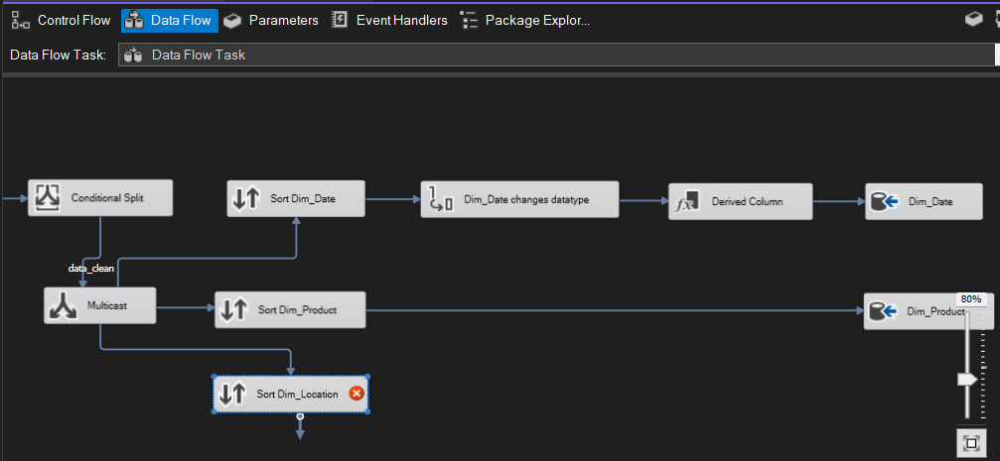 Control Flow
Data Flow
Parameters
Event Handlers
Package Explor...
Data Flow Task:
Data Flow Task
Conditional Split
Sort Dim_Date
Dim_Date changes datatype
Derived Column
Dim_Date
data_clean
Multicast
Sort Dim_Product
Dim_Product
80%
Sort Dim_Location